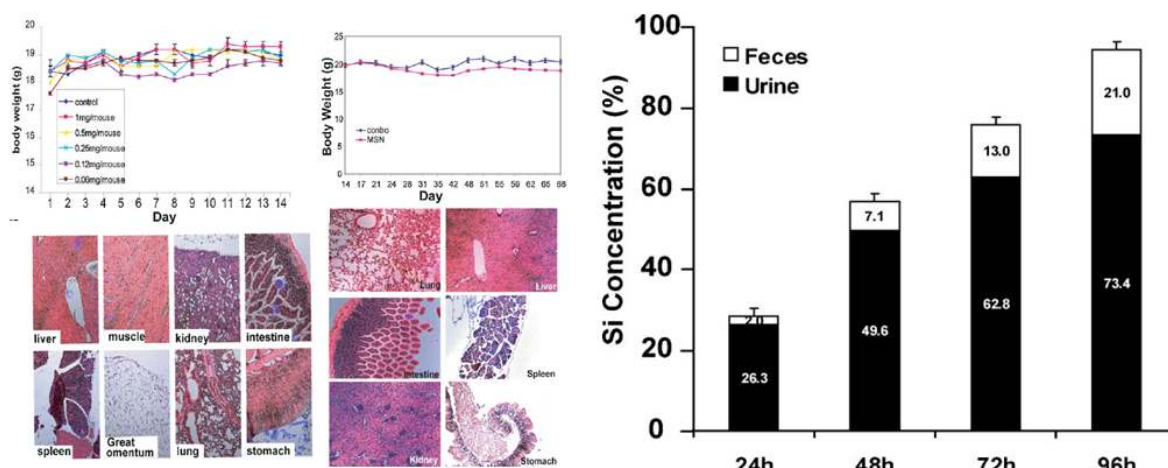 20
19
18
17
16
15
14
body weight (g)
control
1mg/mouse
0.5mg/mouse
0.25mg/mouse
0.12mg/mouse
0.06mg/mouse
1 2 3 4 5 6 7 8 9 10 11 12 13 14
Day
25
20
15
10
5
0
Body Weight (g)
MSN
14 17 21 24 28 31 35 42 48 51 55 59 62 65 68
Day
liver
muscle
kidney
intestine
spleen
Great
omentum
lung
stomach
Lung
Liver
Intestine
Spleen
Kidney
Stomach
100
80
60
40
20
0
Si Concentration (%)
Feces
Urine
2.0
26.3
7.1
49.6
13.0
62.8
21.0
73.4
24h
48h
72h
96h